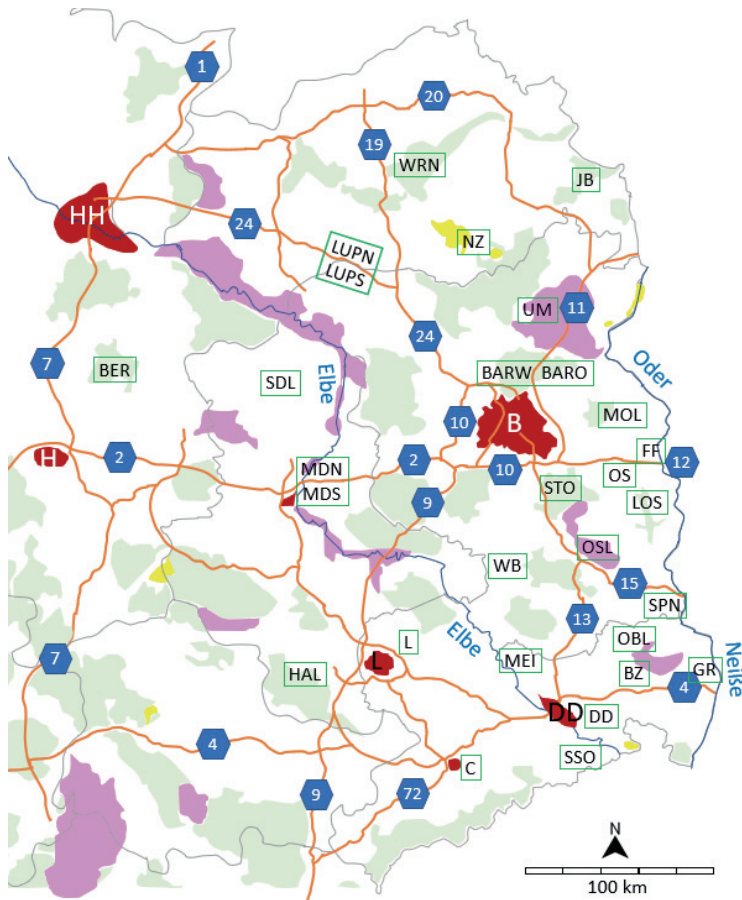 1
20
19
WRN
JB
HH
24
NZ
LUPN
LUPS
UM
11
24
Oder
7
BER
SDL
Elbe
BARW BARO
10
B
MOL
H
2
MDN
MDS
2
10
FF
12
9
STO
OS
LOS
OSL
WB
15
SPN
13
Elbe
OBL
7
L
L
MEI
HAL
BZ
GR
4
Neiße
DD
DD
4
SSO
C
9
72
N
100 km